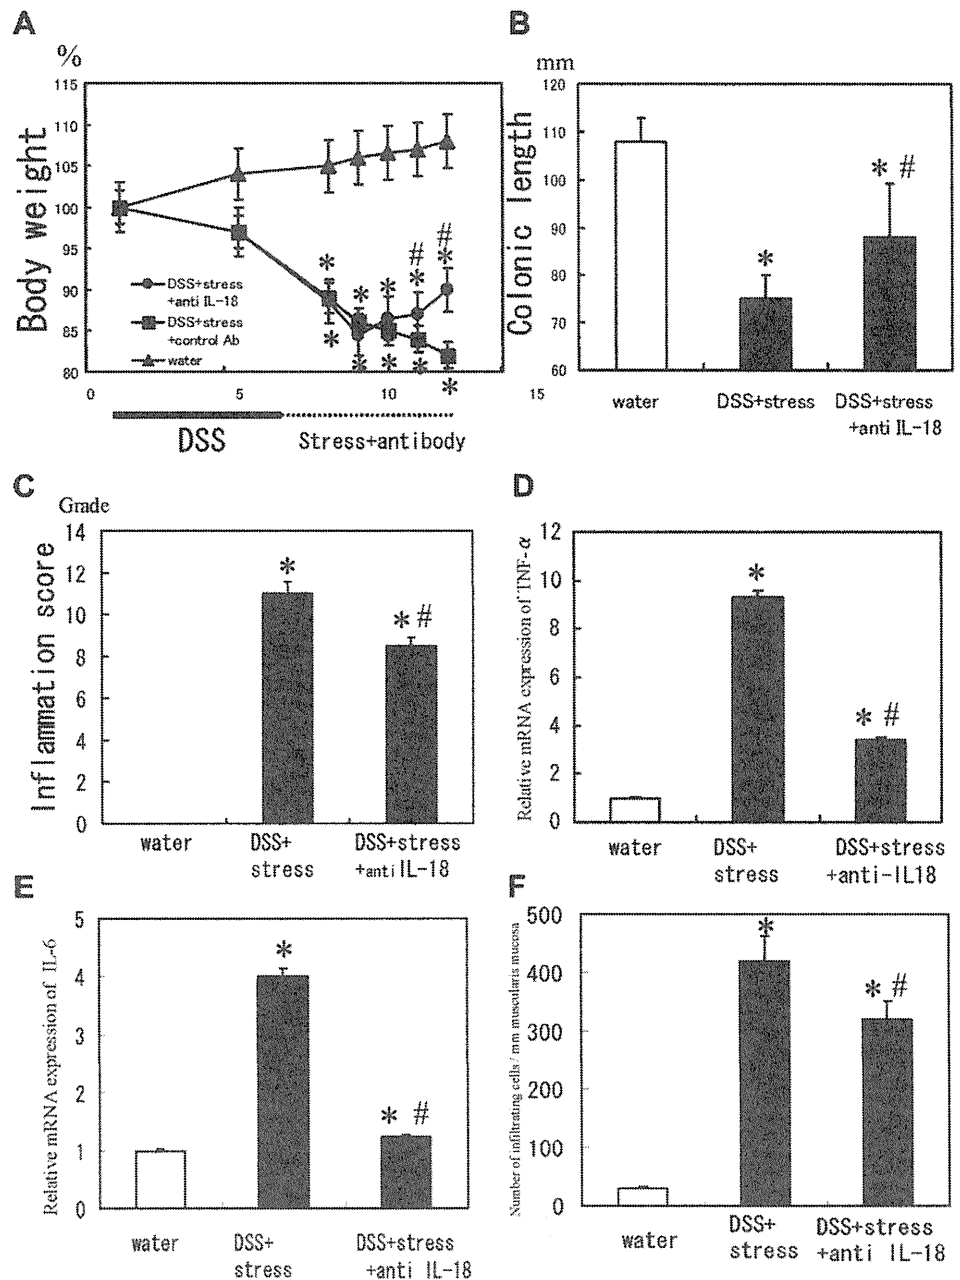 A
%
115
110
105
100
95
90
85
80
Body weight
DSS+stress
+anti IL-18
DSS+stress
+control Ab
water
*
*
*
*
*
*
# *
*
# *
*
0
5
10
15
DSS
Stress+antibody
B
mm
120
110
100
90
80
70
60
Colonic length
*
* #
water
DSS+stress
DSS+stress
+anti IL-18
C
Grade
14
12
10
8
6
4
2
0
Inflammation score
*
* #
water
DSS+
stress
DSS+stress
+anti IL-18
D
12
10
8
6
4
2
0
Relative mRNA expression of TNF-α
*
* #
water
DSS+
stress
DSS+stress
+anti-IL18
E
5
4
3
2
1
0
Relative mRNA expression of IL-6
*
* #
water
DSS+
stress
DSS+stress
+anti IL-18
F
500
400
300
200
100
0
Number of infiltrating cells / mm muscularis mucosa
*
* #
water
DSS+
stress
DSS+stress
+anti IL-18